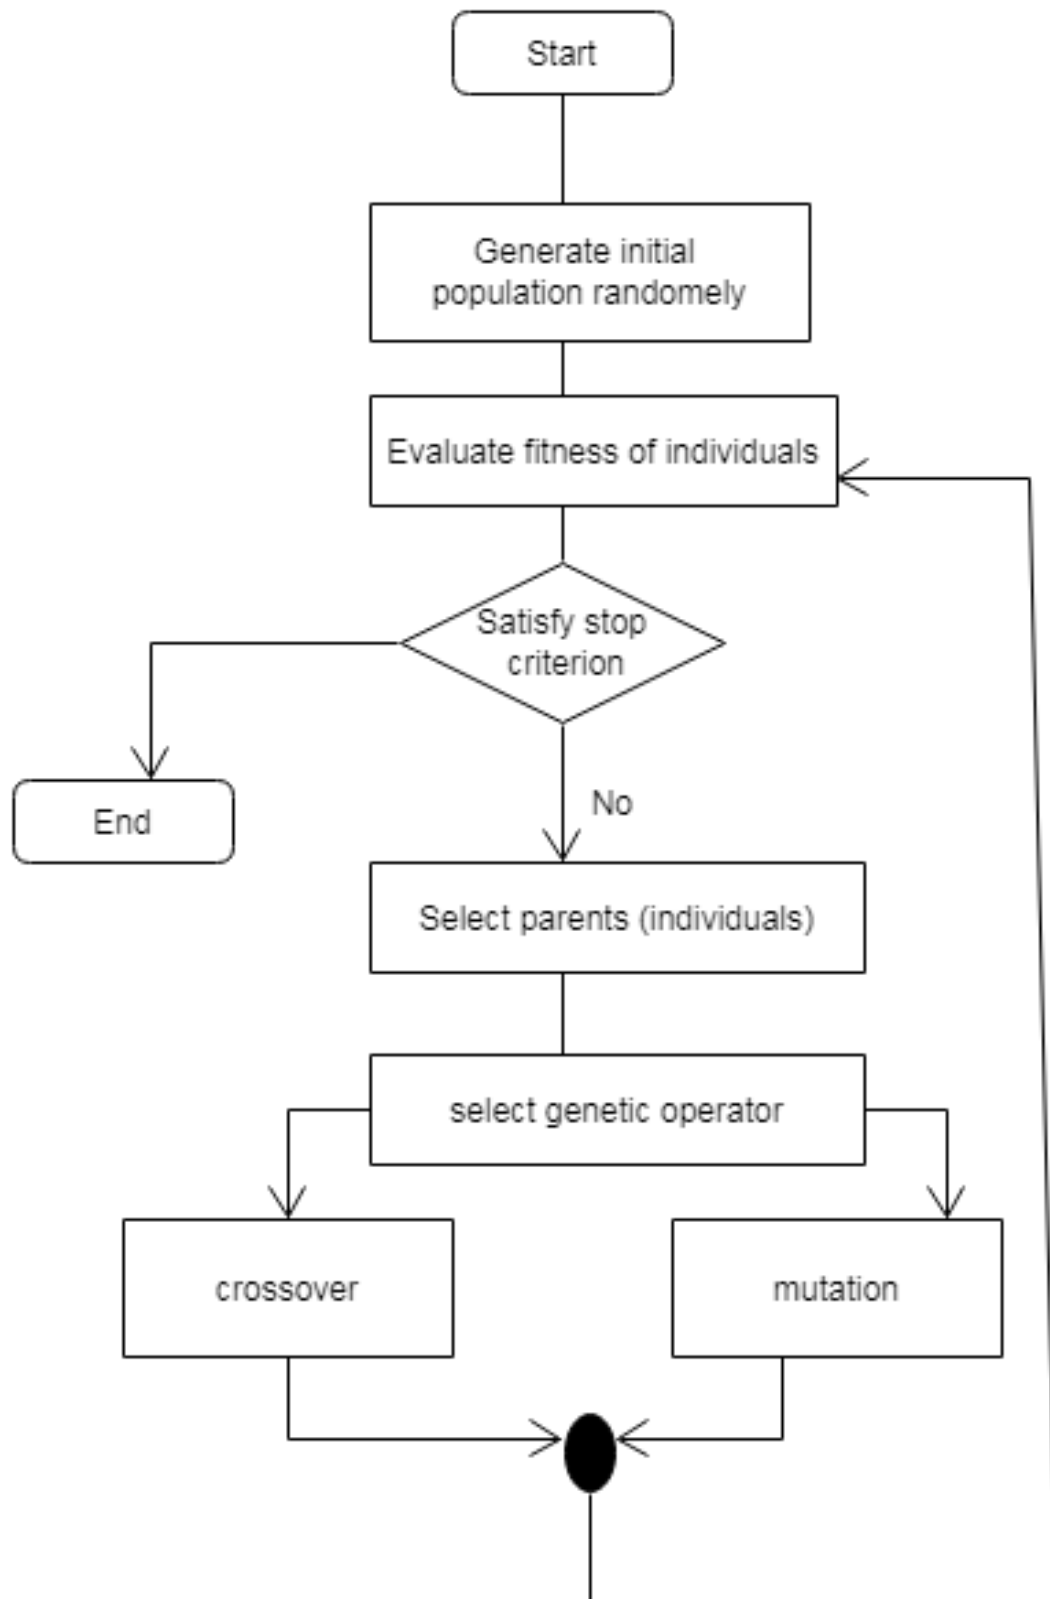 Start
Generate initial
population randomely
Evaluate fitness of individuals
Satisfy stop
criterion
End
No
Select parents (individuals)
select genetic operator
crossover
mutation